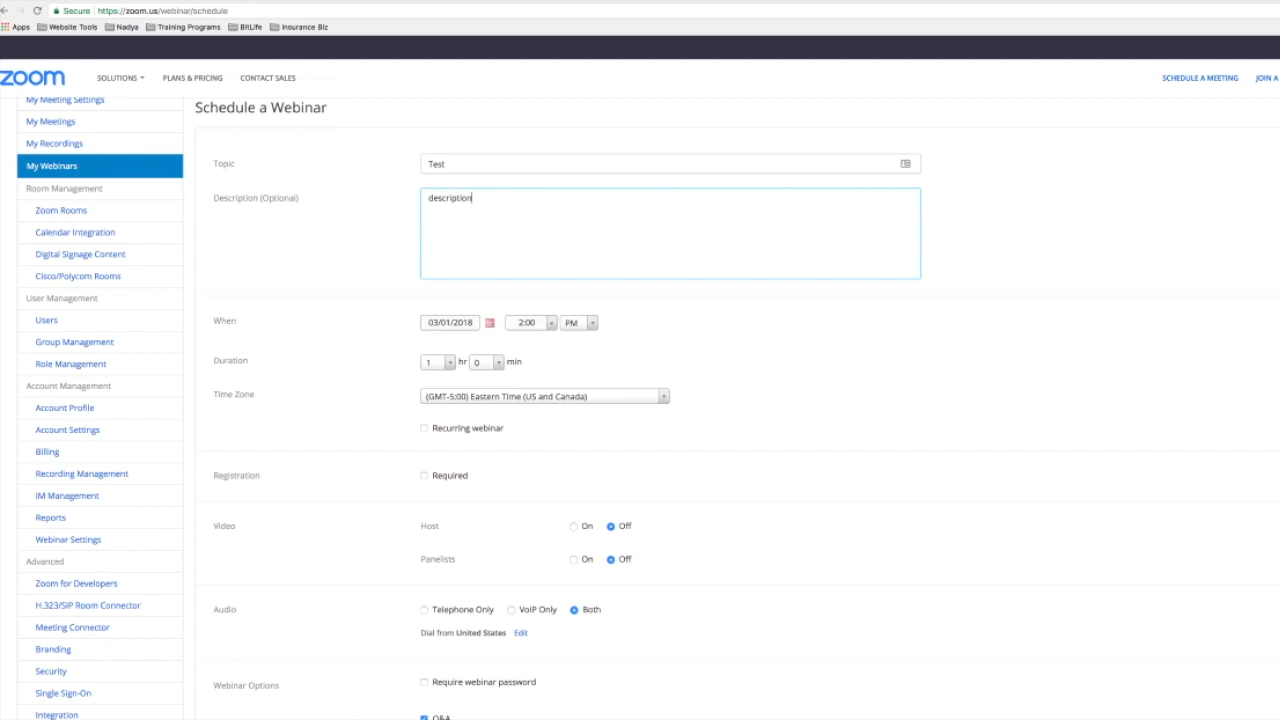 Secure https://zoom.us/webinar/schedule
Apps Website Tools Nadya Training Programs BitLife Insurance Biz
zoom SOLUTIONS PLANS & PRICING CONTACT SALES SCHEDULE A MEETING JOIN A
My Meeting Settings
My Meetings
My Recordings
My Webinars
Room Management
Zoom Rooms
Calendar Integration
Digital Signage Content
Cisco/Polycom Rooms
User Management
Users
Group Management
Role Management
Account Management
Account Profile
Account Settings
Billing
Recording Management
IM Management
Reports
Webinar Settings
Advanced
Zoom for Developers
H.323/SIP Room Connector
Meeting Connector
Branding
Security
Single Sign-On
Integration
Schedule a Webinar
Topic Test
Description (Optional) description
When 03/01/2018 2:00 PM
Duration 1 hr 0 min
Time Zone (GMT-5:00) Eastern Time (US and Canada)
Recurring webinar
Registration Required
Video Host On Off
Panelists On Off
Audio Telephone Only VoIP Only Both
Dial from United States Edit
Webinar Options Require webinar password
Q&A